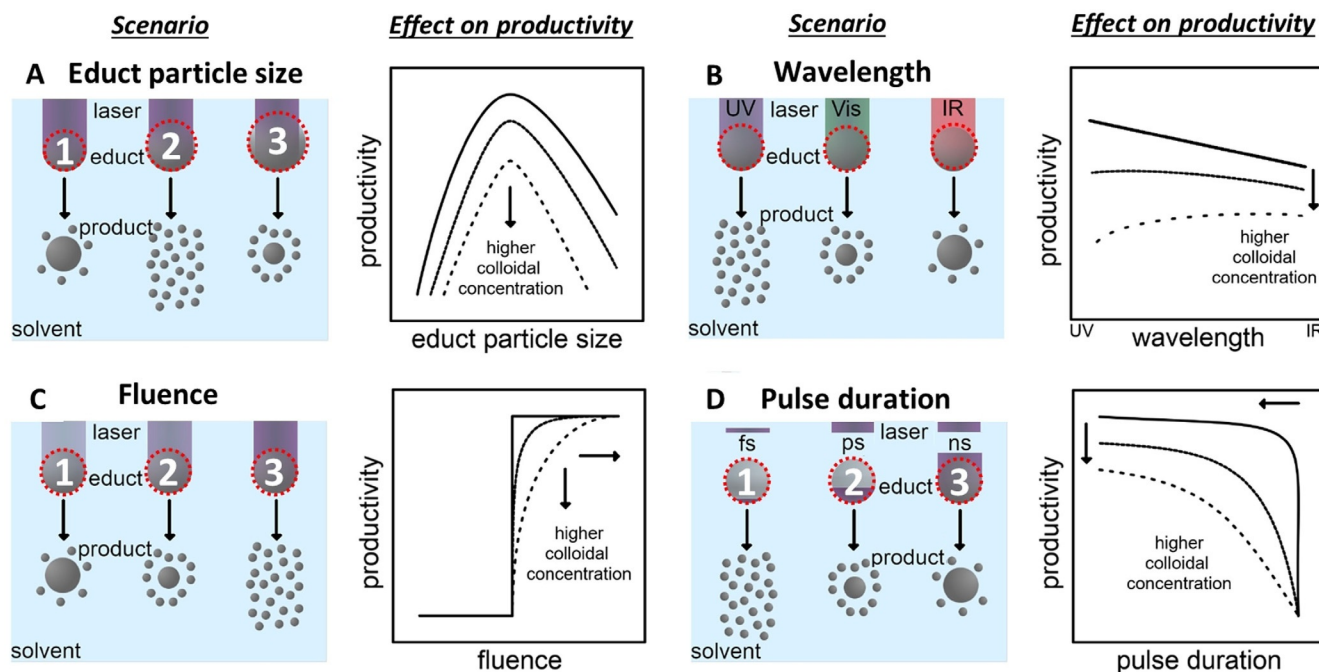 Scenario
Effect on productivity
A Educt particle size
laser
1 2 3
educt
product
solvent
productivity
higher
colloidal
concentration
educt particle size
Scenario
Effect on productivity
B Wavelength
UV laser Vis IR
educt
product
solvent
productivity
higher
colloidal
concentration
UV IR
wavelength
C Fluence
laser
1 2 3
educt
product
solvent
productivity
higher
colloidal
concentration
fluence
D Pulse duration
laser
fs ps ns
1 2 3
educt
product
solvent
productivity
higher
colloidal
concentration
pulse duration